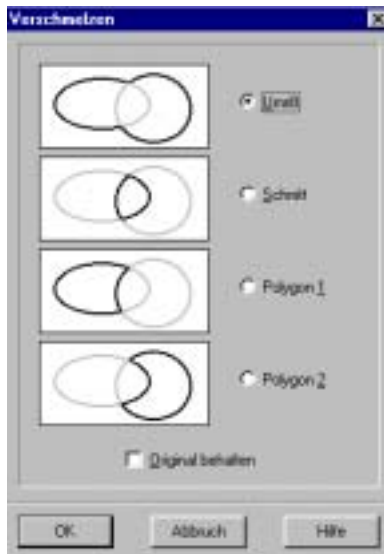 Verschmelzen
Umriß
Schnitt
Polygon 1
Polygon 2
Original behalten
OK
Abbruch
Hilfe